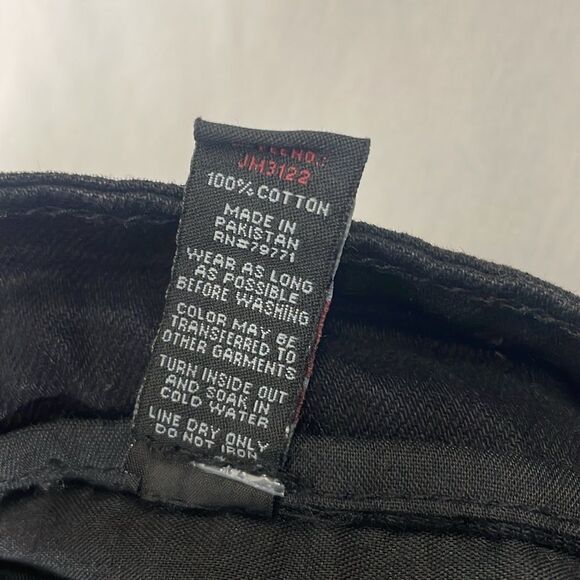 JM3122
100% COTTON
MADE IN
PAKISTAN
RN#79771
WEAR AS LONG
AS POSSIBLE
BEFORE WASHING
COLOR MAY BE
TRANSFERRED TO
OTHER GARMENTS
TURN INSIDE OUT
AND SOAK IN
COLD WATER
LINE DRY ONLY
DO NOT IRON